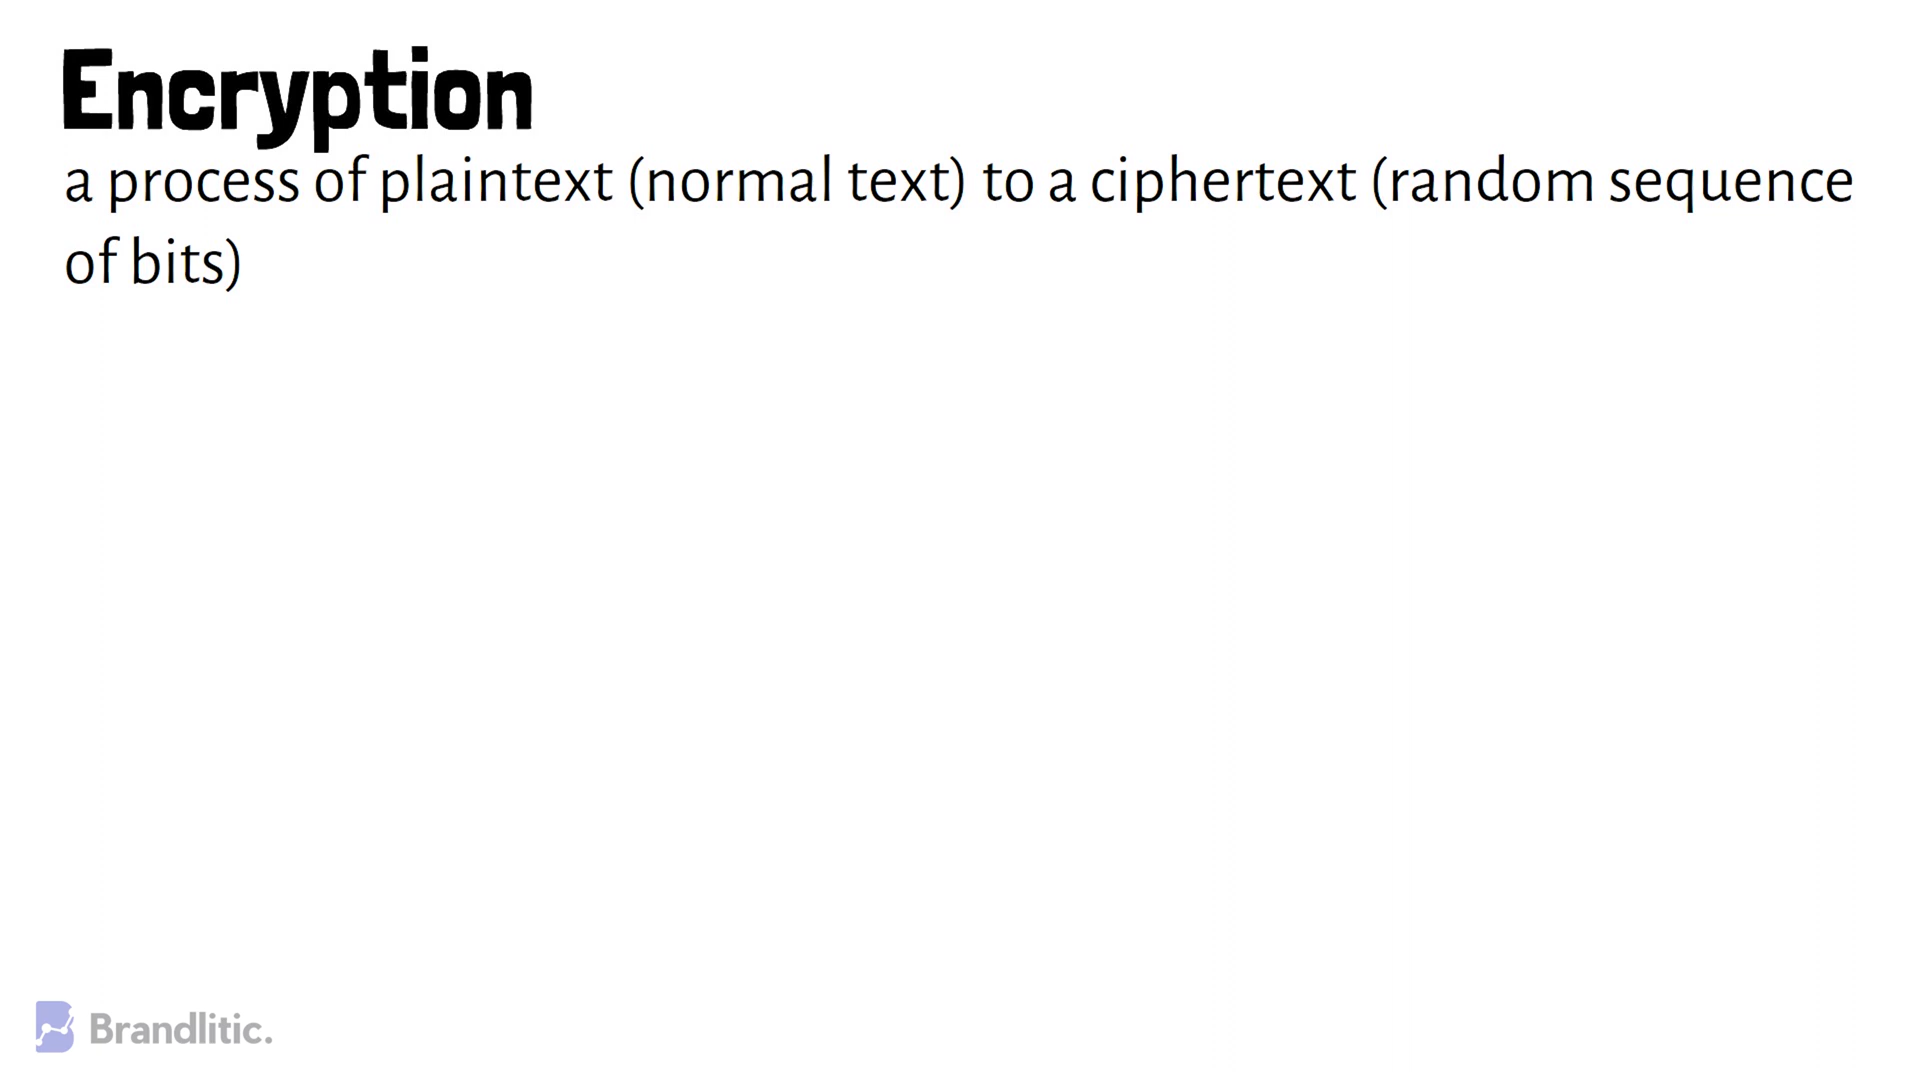 Encryption
a process of plaintext (normal text) to a ciphertext (random sequence
of bits)
Brandlitic.